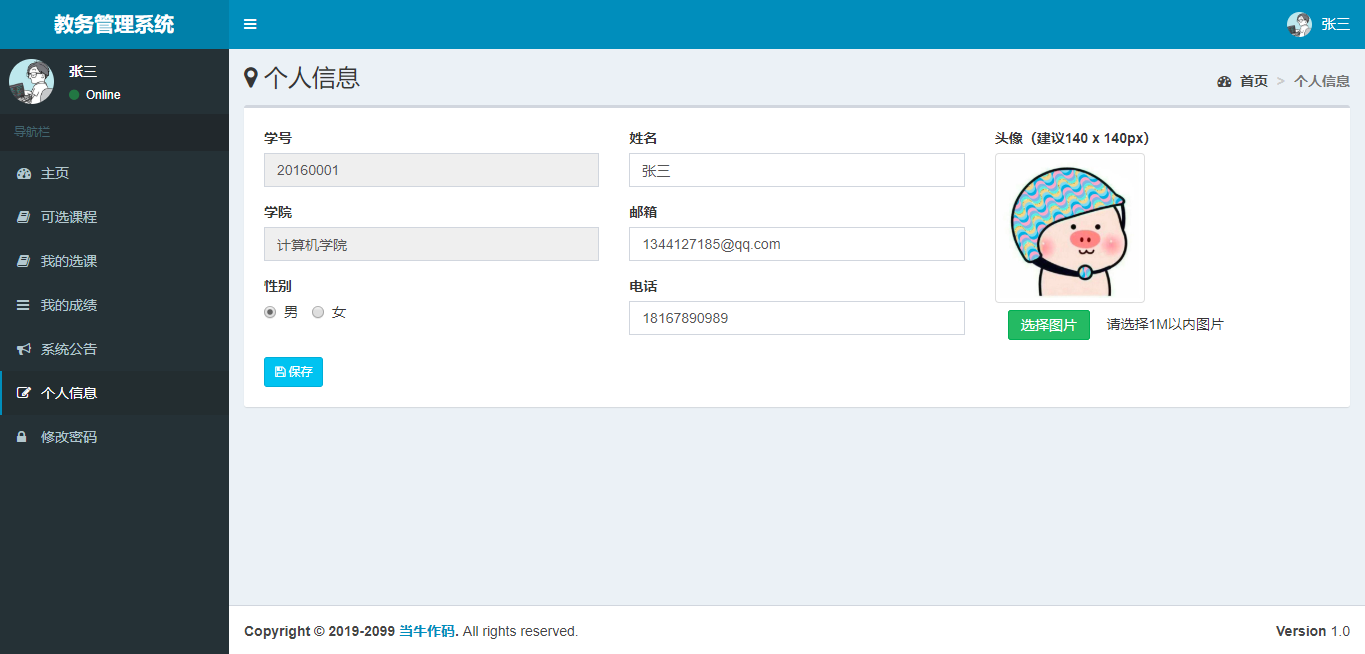 教务管理系统
张三
张三
Online
导航栏
主页
可选课程
我的选课
我的成绩
系统公告
个人信息
修改密码
个人信息
首页 > 个人信息
学号
20160001
姓名
张三
头像（建议140 x 140px）
学院
计算机学院
邮箱
1344127185@qq.com
性别
男 女
电话
18167890989
选择图片 请选择1M以内图片
保存
Copyright © 2019-2099 当牛作码. All rights reserved.
Version 1.0